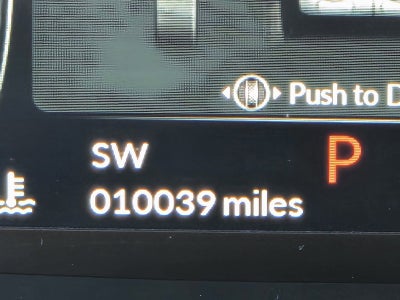 Push to D
SW
P
010039 miles